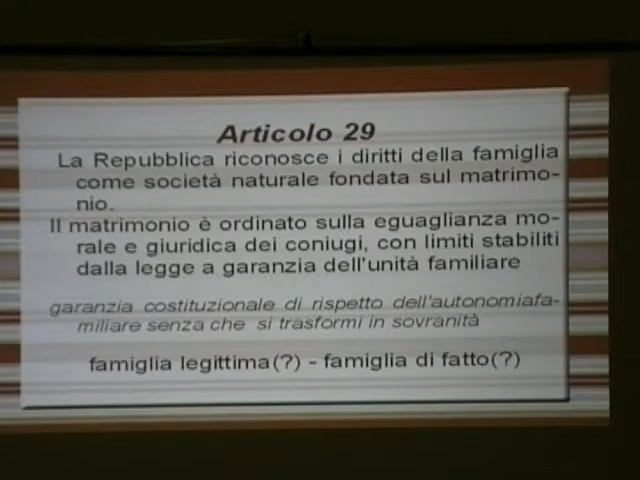 Articolo 29
La Repubblica riconosce i diritti della famiglia
come società naturale fondata sul matrimo-
nio.
Il matrimonio è ordinato sulla eguaglianza mo-
rale e giuridica dei coniugi, con limiti stabiliti
dalla legge a garanzia dell'unità familiare
garanzia costituzionale di rispetto dell'autonomiafa-
miliare senza che si trasformi in sovranità
famiglia legittima(?) - famiglia di fatto(?)